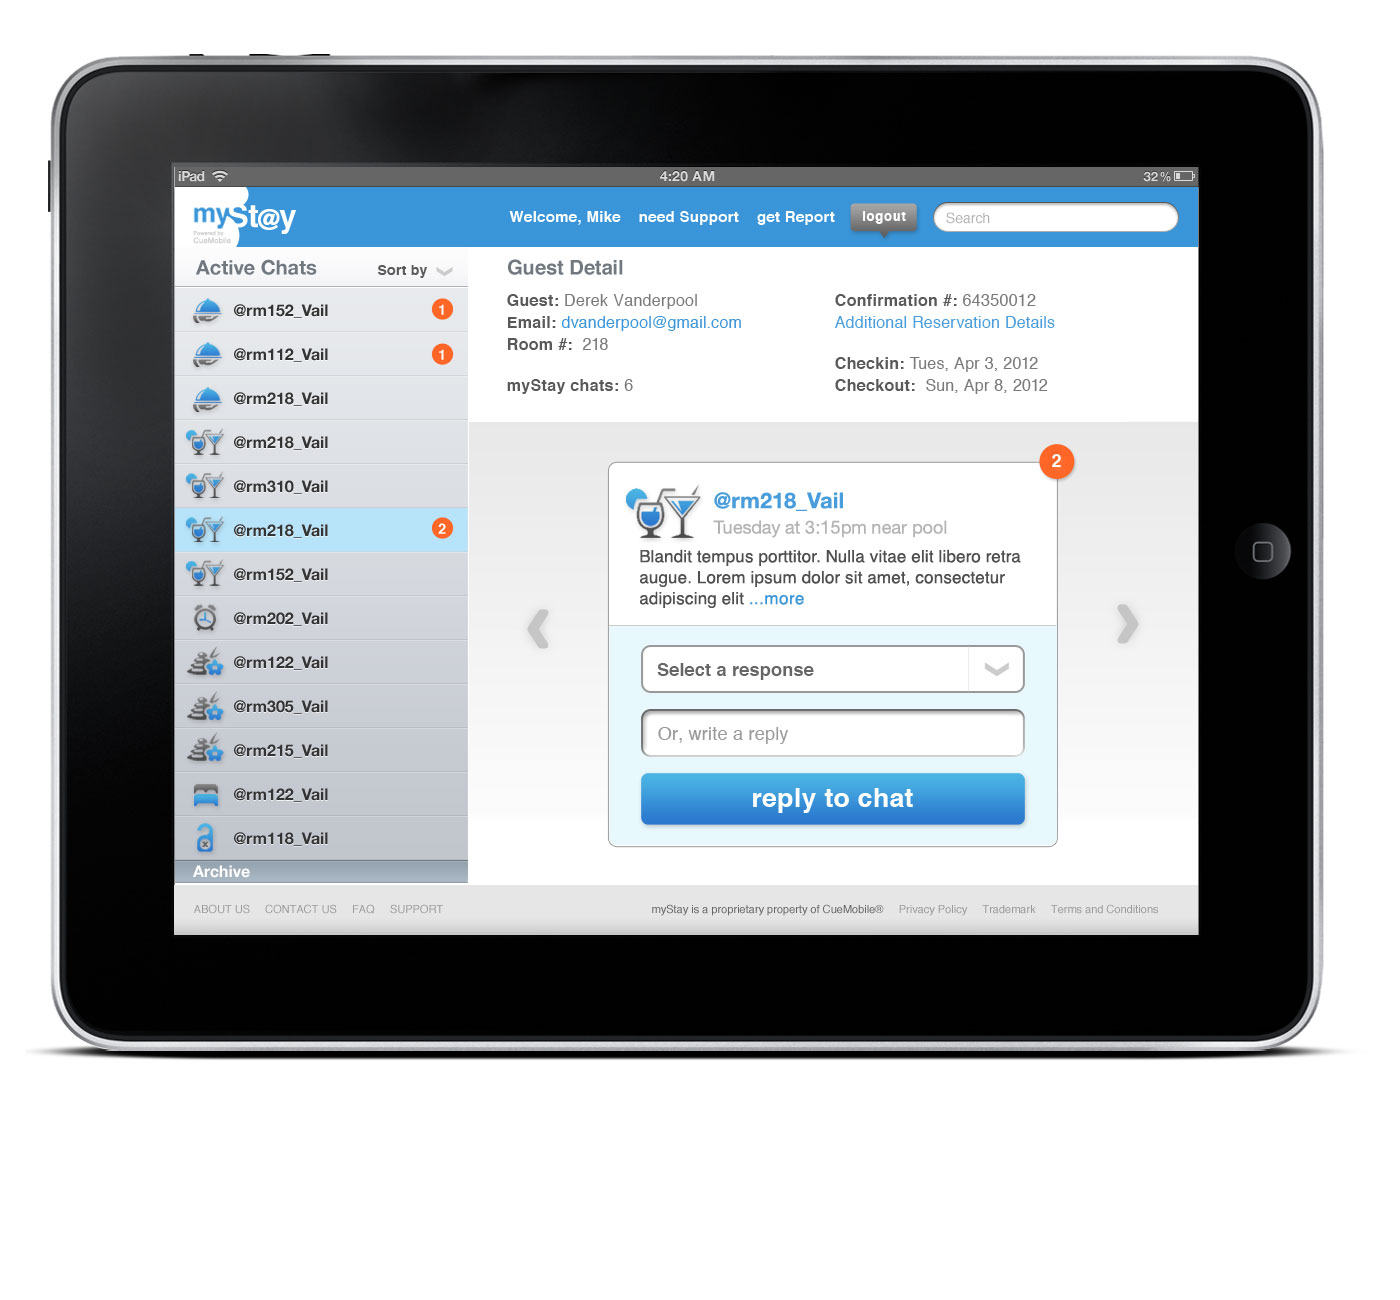 iPad
4:20 AM
32%
mySt@y
Powered by
CueMobile
Welcome, Mike
need Support
get Report
logout
Search
Active Chats
Sort by
@rm152_Vail
1
@rm112_Vail
1
@rm218_Vail
@rm218_Vail
@rm310_Vail
@rm218_Vail
2
@rm152_Vail
@rm202_Vail
@rm122_Vail
@rm305_Vail
@rm215_Vail
@rm122_Vail
@rm118_Vail
Archive
Guest Detail
Guest: Derek Vanderpool
Email: dvanderpool@gmail.com
Room #: 218
myStay chats: 6
Confirmation #: 64350012
Additional Reservation Details
Checkin: Tues, Apr 3, 2012
Checkout: Sun, Apr 8, 2012
2
@rm218_Vail
Tuesday at 3:15pm near pool
Blandit tempus porttitor. Nulla vitae elit libero retra
augue. Lorem ipsum dolor sit amet, consectetur
adipiscing elit ...more
Select a response
Or, write a reply
reply to chat
ABOUT US
CONTACT US
FAQ
SUPPORT
myStay is a proprietary property of CueMobile®
Privacy Policy
Trademark
Terms and Conditions